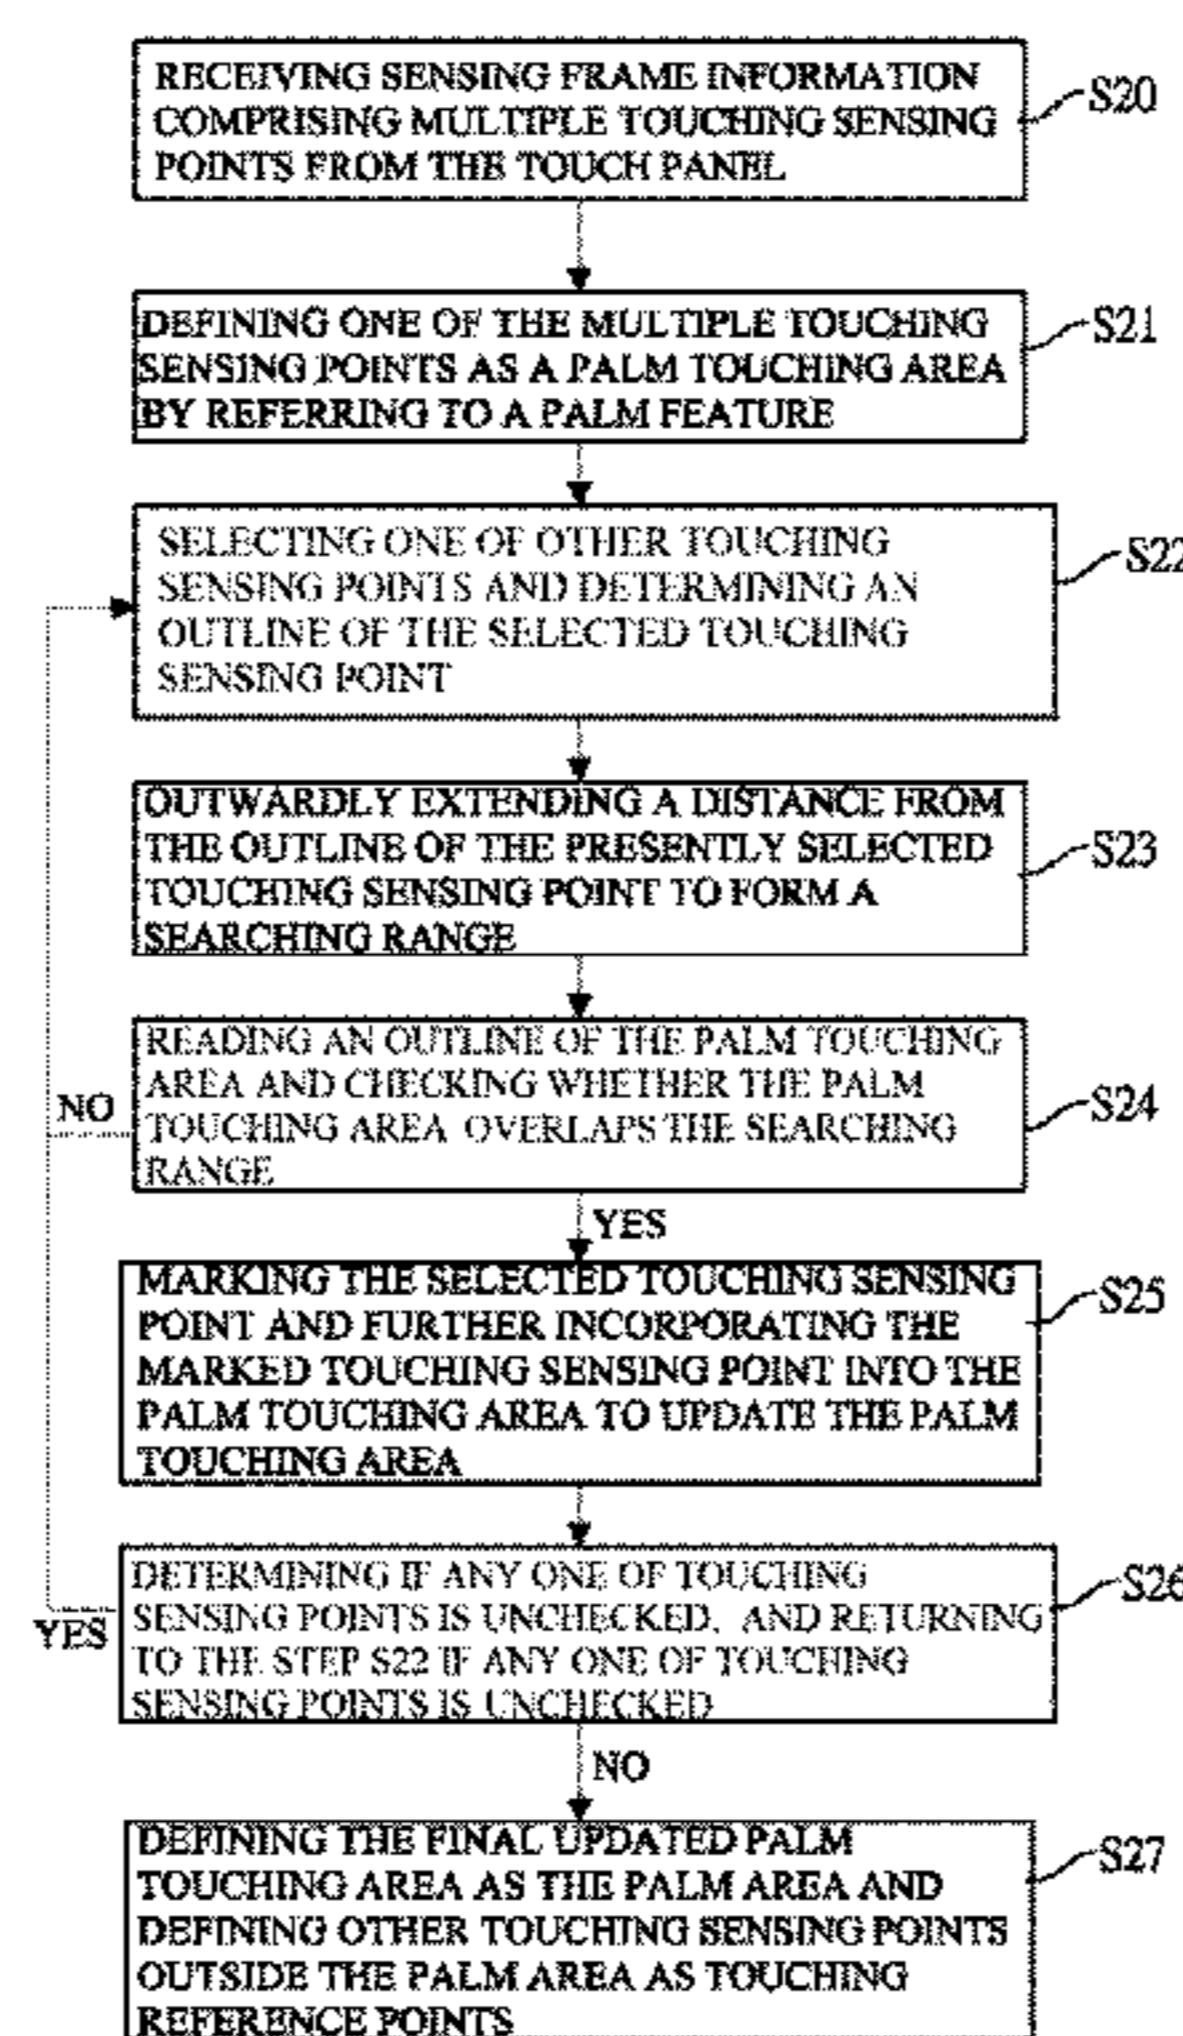 RECEIVING SENSING FRAME INFORMATION
COMPRISING MULTIPLE TOUCHING SENSING
POINTS FROM THE TOUCH PANEL
S20
DEFINING ONE OF THE MULTIPLE TOUCHING
SENSING POINTS AS A PALM TOUCHING AREA
BY REFERRING TO A PALM FEATURE
S21
SELECTING ONE OF OTHER TOUCHING
SENSING POINTS AND DETERMINING AN
OUTLINE OF THE SELECTED TOUCHING
SENSING POINT
S22
OUTWARDLY EXTENDING A DISTANCE FROM
THE OUTLINE OF THE PRESENTLY SELECTED
TOUCHING SENSING POINT TO FORM A
SEARCHING RANGE
S23
READING AN OUTLINE OF THE PALM TOUCHING
AREA AND CHECKING WHETHER THE PALM
TOUCHING AREA OVERLAPS THE SEARCHING
RANGE
S24
NO
YES
MARKING THE SELECTED TOUCHING SENSING
POINT AND FURTHER INCORPORATING THE
MARKED TOUCHING SENSING POINT INTO THE
PALM TOUCHING AREA TO UPDATE THE PALM
TOUCHING AREA
S25
DETERMINING IF ANY ONE OF TOUCHING
SENSING POINTS IS UNCHECKED, AND RETURNING
TO THE STEP S22 IF ANY ONE OF TOUCHING
SENSING POINTS IS UNCHECKED
S26
YES
NO
DEFINING THE FINAL UPDATED PALM
TOUCHING AREA AS THE PALM AREA AND
DEFINING OTHER TOUCHING SENSING POINTS
OUTSIDE THE PALM AREA AS TOUCHING
REFERENCE POINTS
S27